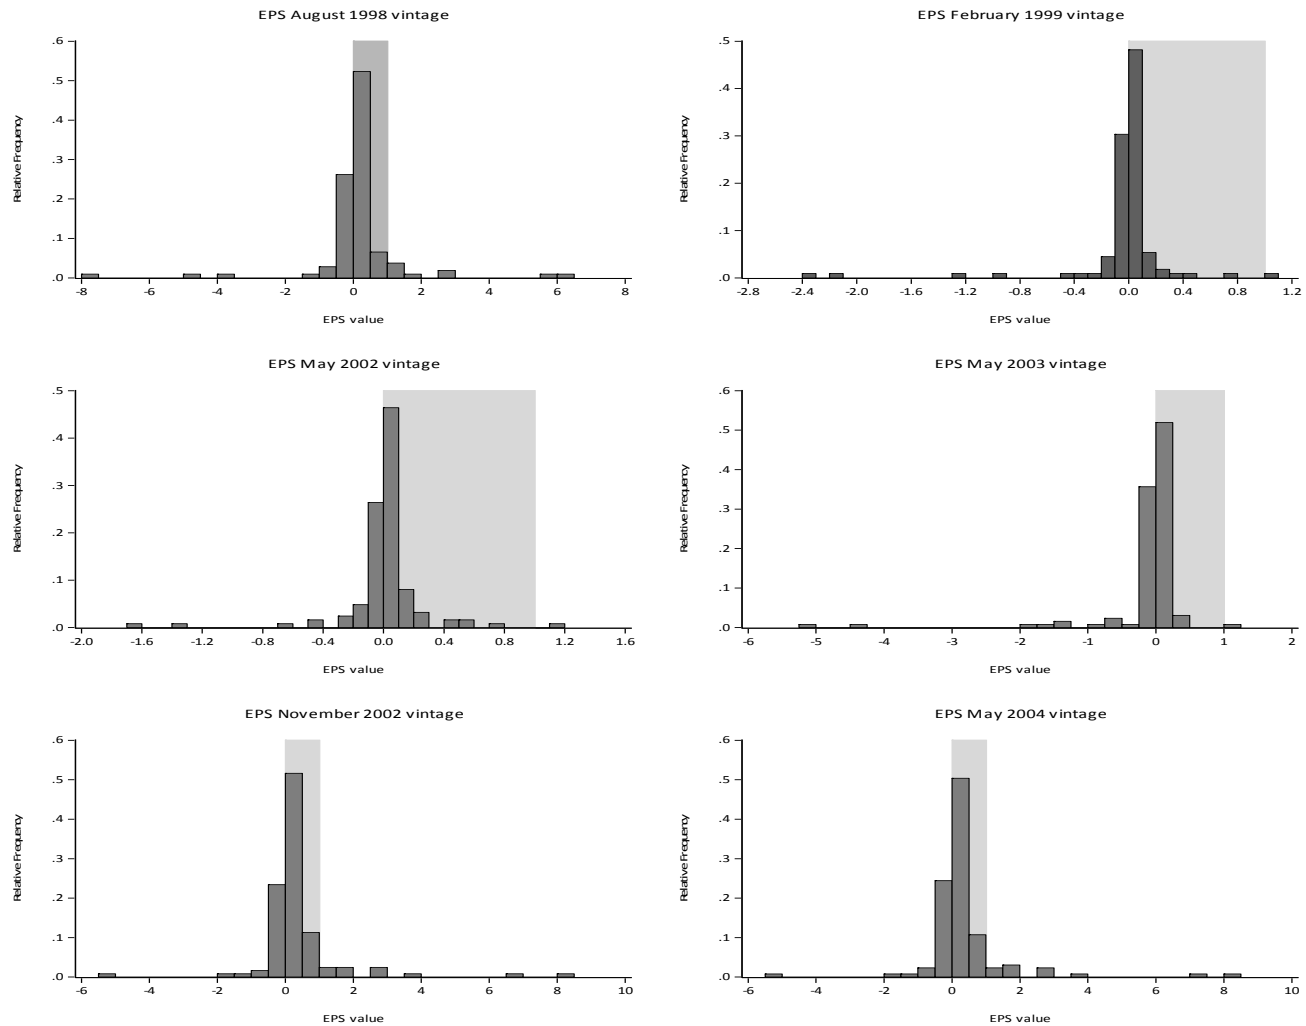 EPS August 1998 vintage
.6
.5
.4
.3
.2
.1
.0
Relative Frequency
-8 -6 -4 -2 0 2 4 6 8
EPS value
EPS February 1999 vintage
.5
.4
.3
.2
.1
.0
Relative Frequency
-2.8 -2.4 -2.0 -1.6 -1.2 -0.8 -0.4 0.0 0.4 0.8 1.2
EPS value
EPS May 2002 vintage
.5
.4
.3
.2
.1
.0
Relative Frequency
-2.0 -1.6 -1.2 -0.8 -0.4 0.0 0.4 0.8 1.2 1.6
EPS value
EPS May 2003 vintage
.6
.5
.4
.3
.2
.1
.0
Relative Frequency
-6 -5 -4 -3 -2 -1 0 1 2
EPS value
EPS November 2002 vintage
.6
.5
.4
.3
.2
.1
.0
Relative Frequency
-6 -4 -2 0 2 4 6 8 10
EPS value
EPS May 2004 vintage
.6
.5
.4
.3
.2
.1
.0
Relative Frequency
-6 -4 -2 0 2 4 6 8 10
EPS value